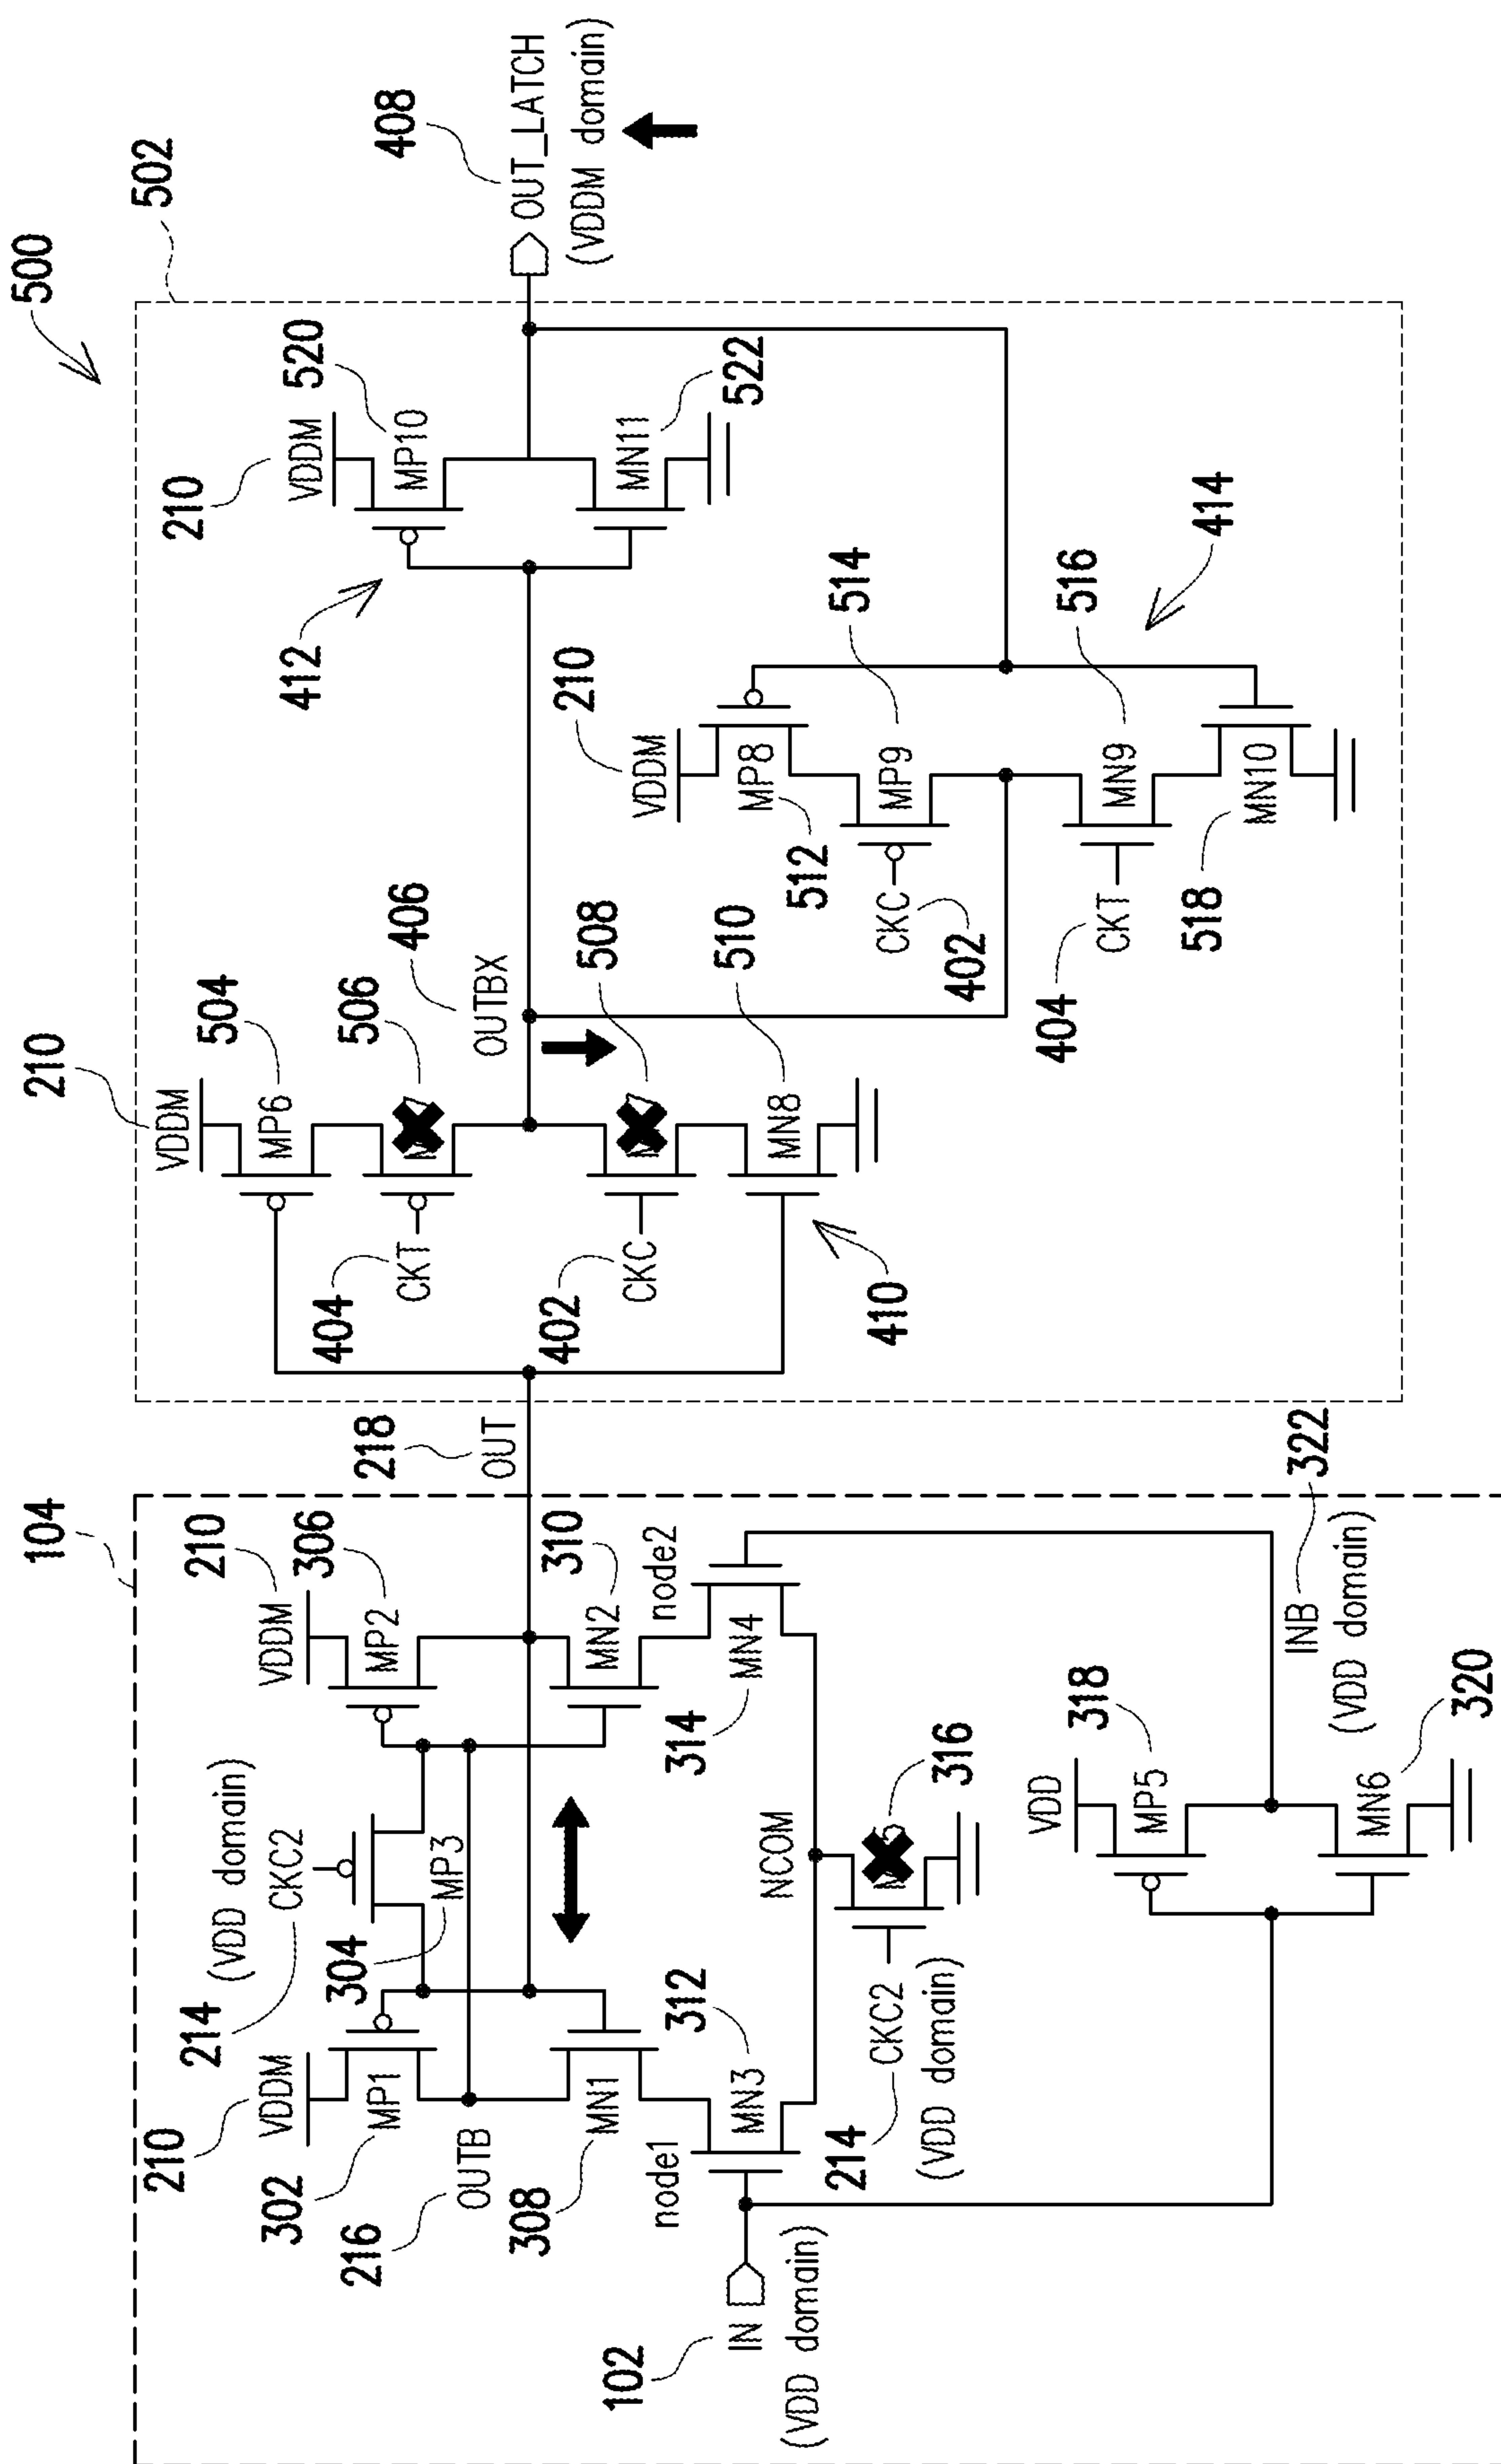 500
104
210
502
210
210
504
210
520
408
VDDM
MP6
VDDM
MP10
OUT_LATCH
(VDDM domain)
214
(VDD domain)
CKC2
210
VDDM
302
MP1
304
MP3
VDDM
MP2
306
218
OUT
404
CKT
506
412
216
OUTB
308
MN1
MN2
310
OUTBX
406
402
CKC
508
MN11
522
210
VDDM
node1
312
MN3
node2
314
MN4
410
MN8
510
512
MP8
514
102
IN
(VDD domain)
NCOM
402
CKC
MP9
214
CKC2
(VDD domain)
316
404
CKT
MN9
516
414
VDD
MP5
318
518
MN10
INB
322
(VDD domain)
MN6
320